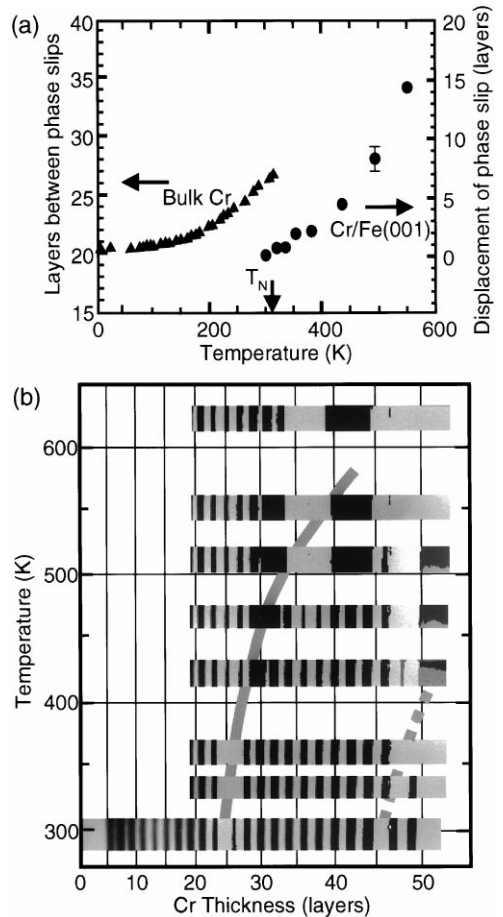 (a)
40
20
Layers between phase slips
35
15
30
10
Displacement of phase slip (layers)
Bulk Cr
25
5
Cr/Fe(001)
20
0
T_N
15
0
200
400
600
Temperature (K)
(b)
600
500
Temperature (K)
400
300
0
10
20
30
40
50
Cr Thickness (layers)